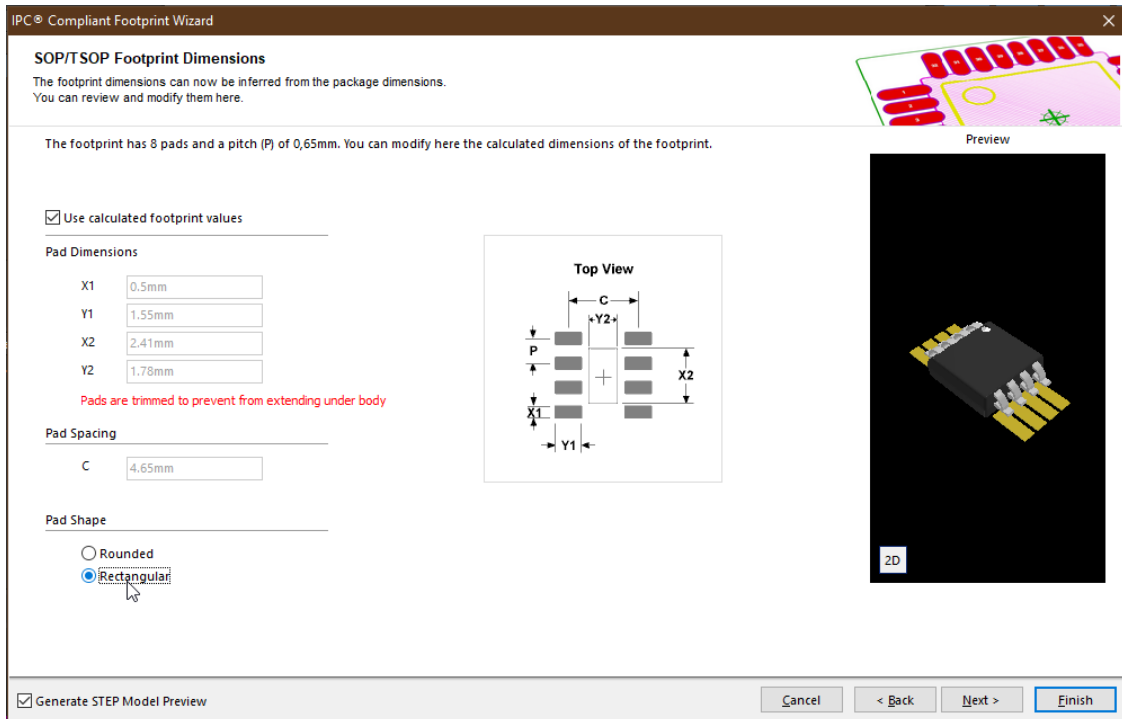 IPC® Compliant Footprint Wizard
SOP/TSOP Footprint Dimensions
The footprint dimensions can now be inferred from the package dimensions.
You can review and modify them here.
The footprint has 8 pads and a pitch (P) of 0,65mm. You can modify here the calculated dimensions of the footprint.
Preview
Use calculated footprint values
Pad Dimensions
X1 0.5mm
Y1 1.55mm
X2 2.41mm
Y2 1.78mm
Pads are trimmed to prevent from extending under body
Pad Spacing
C 4.65mm
Pad Shape
Rounded
Rectangular
Top View
C
Y2
P
X2
X1
Y1
2D
Generate STEP Model Preview
Cancel
< Back
Next >
Finish